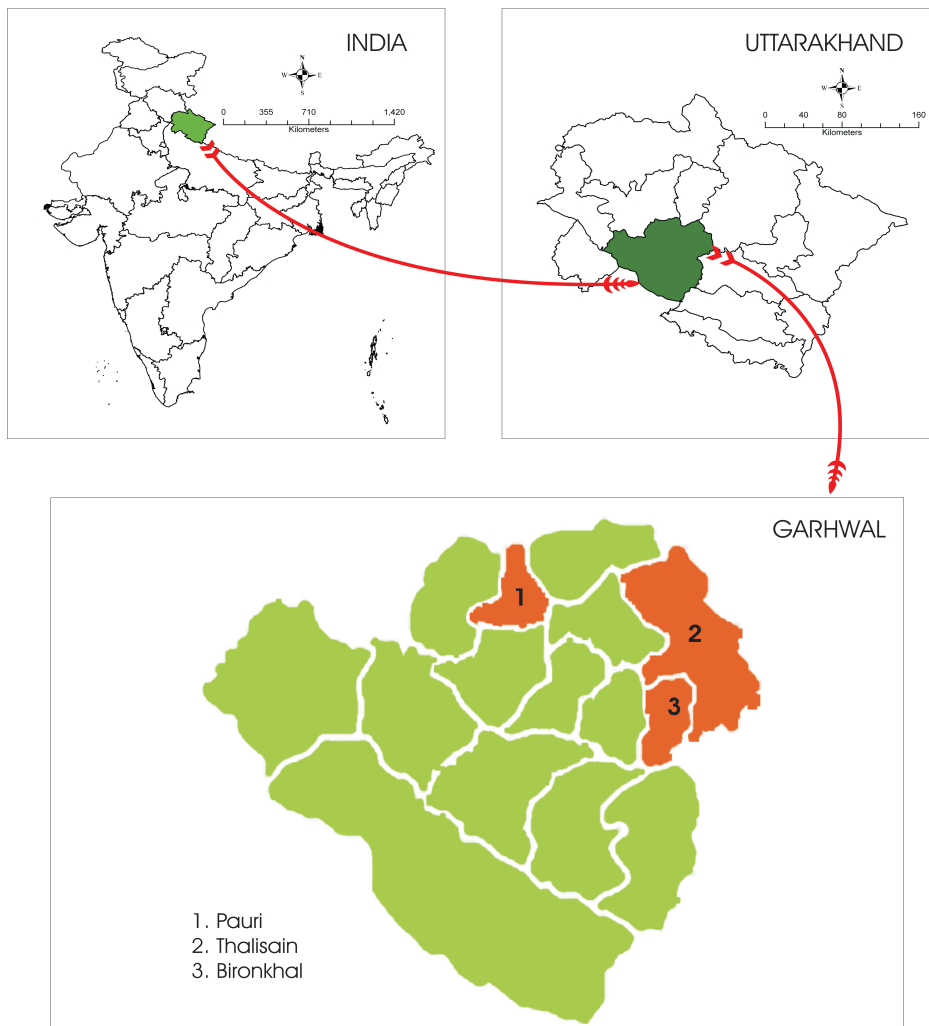 INDIA
N
W E
S
0 355 710 1,420
Kilometers
UTTARAKHAND
N
W E
S
0 40 80 160
Kilometers
GARHWAL
1
2
3
1. Pauri
2. Thalisain
3. Bironkhal